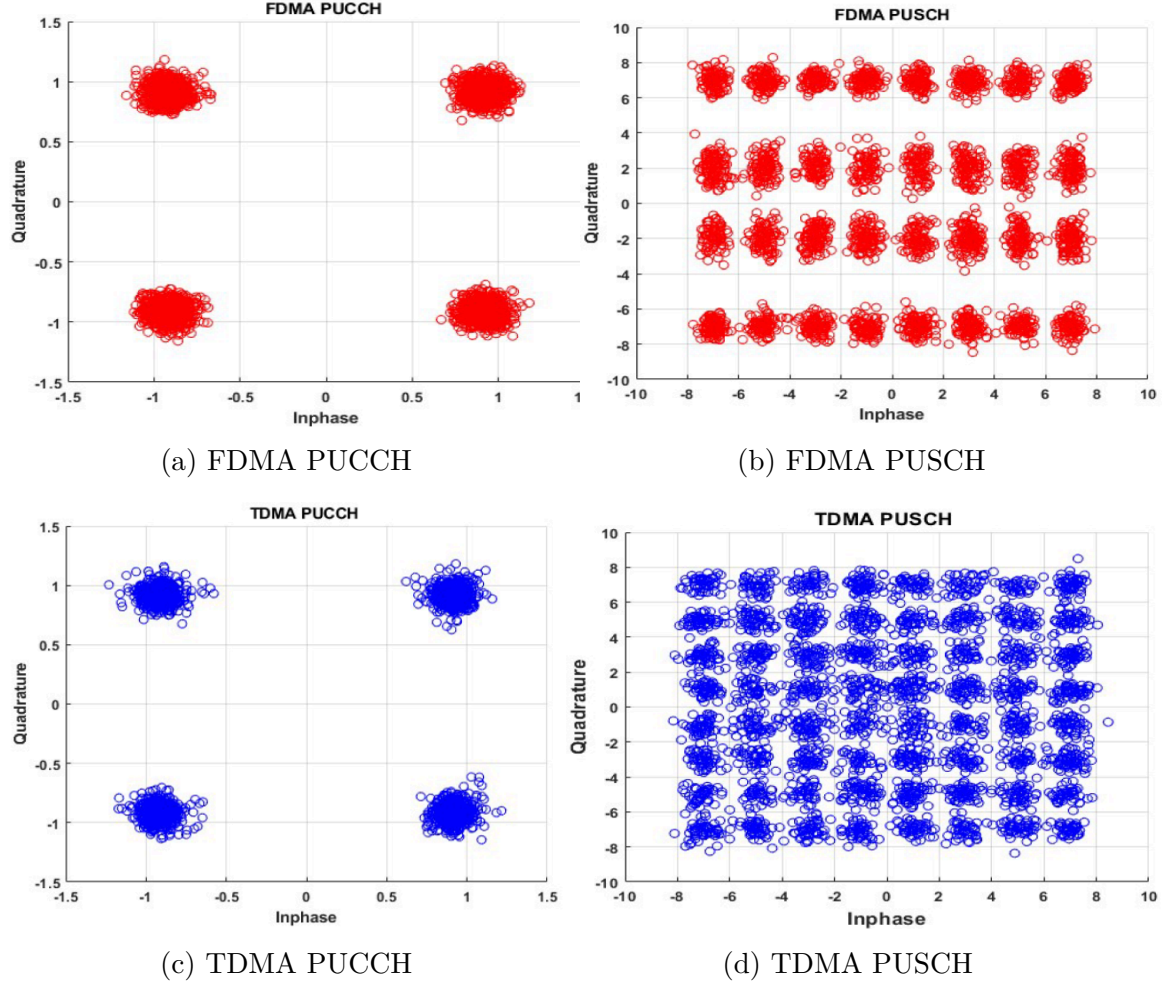 FDMA PUCCH
1.5
1
0.5
0
-0.5
-1
-1.5
Quadrature
-1.5 -1 -0.5 0 0.5 1 1
Inphase
(a) FDMA PUCCH
FDMA PUSCH
10
8
6
4
2
0
-2
-4
-6
-8
-10
Quadrature
-10 -8 -6 -4 -2 0 2 4 6 8 10
Inphase
(b) FDMA PUSCH
TDMA PUCCH
1.5
1
0.5
0
-0.5
-1
-1.5
Quadrature
-1.5 -1 -0.5 0 0.5 1 1.5
Inphase
(c) TDMA PUCCH
TDMA PUSCH
10
8
6
4
2
0
-2
-4
-6
-8
-10
Quadrature
-10 -8 -6 -4 -2 0 2 4 6 8 10
Inphase
(d) TDMA PUSCH